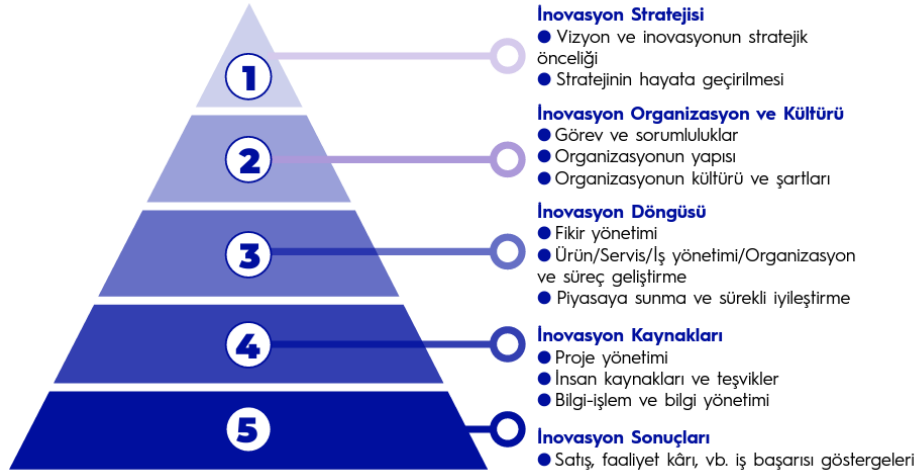 1
İnovasyon Stratejisi
● Vizyon ve inovasyonun stratejik
önceliği
● Stratejinin hayata geçirilmesi
2
İnovasyon Organizasyon ve Kültürü
● Görev ve sorumluluklar
● Organizasyonun yapısı
● Organizasyonun kültürü ve şartları
3
İnovasyon Döngüsü
● Fikir yönetimi
● Ürün/Servis/İş yönetimi/Organizasyon
ve süreç geliştirme
● Piyasaya sunma ve sürekli iyileştirme
4
İnovasyon Kaynakları
● Proje yönetimi
● İnsan kaynakları ve teşvikler
● Bilgi-işlem ve bilgi yönetimi
5
İnovasyon Sonuçları
● Satış, faaliyet kârı, vb. iş başarısı göstergeleri